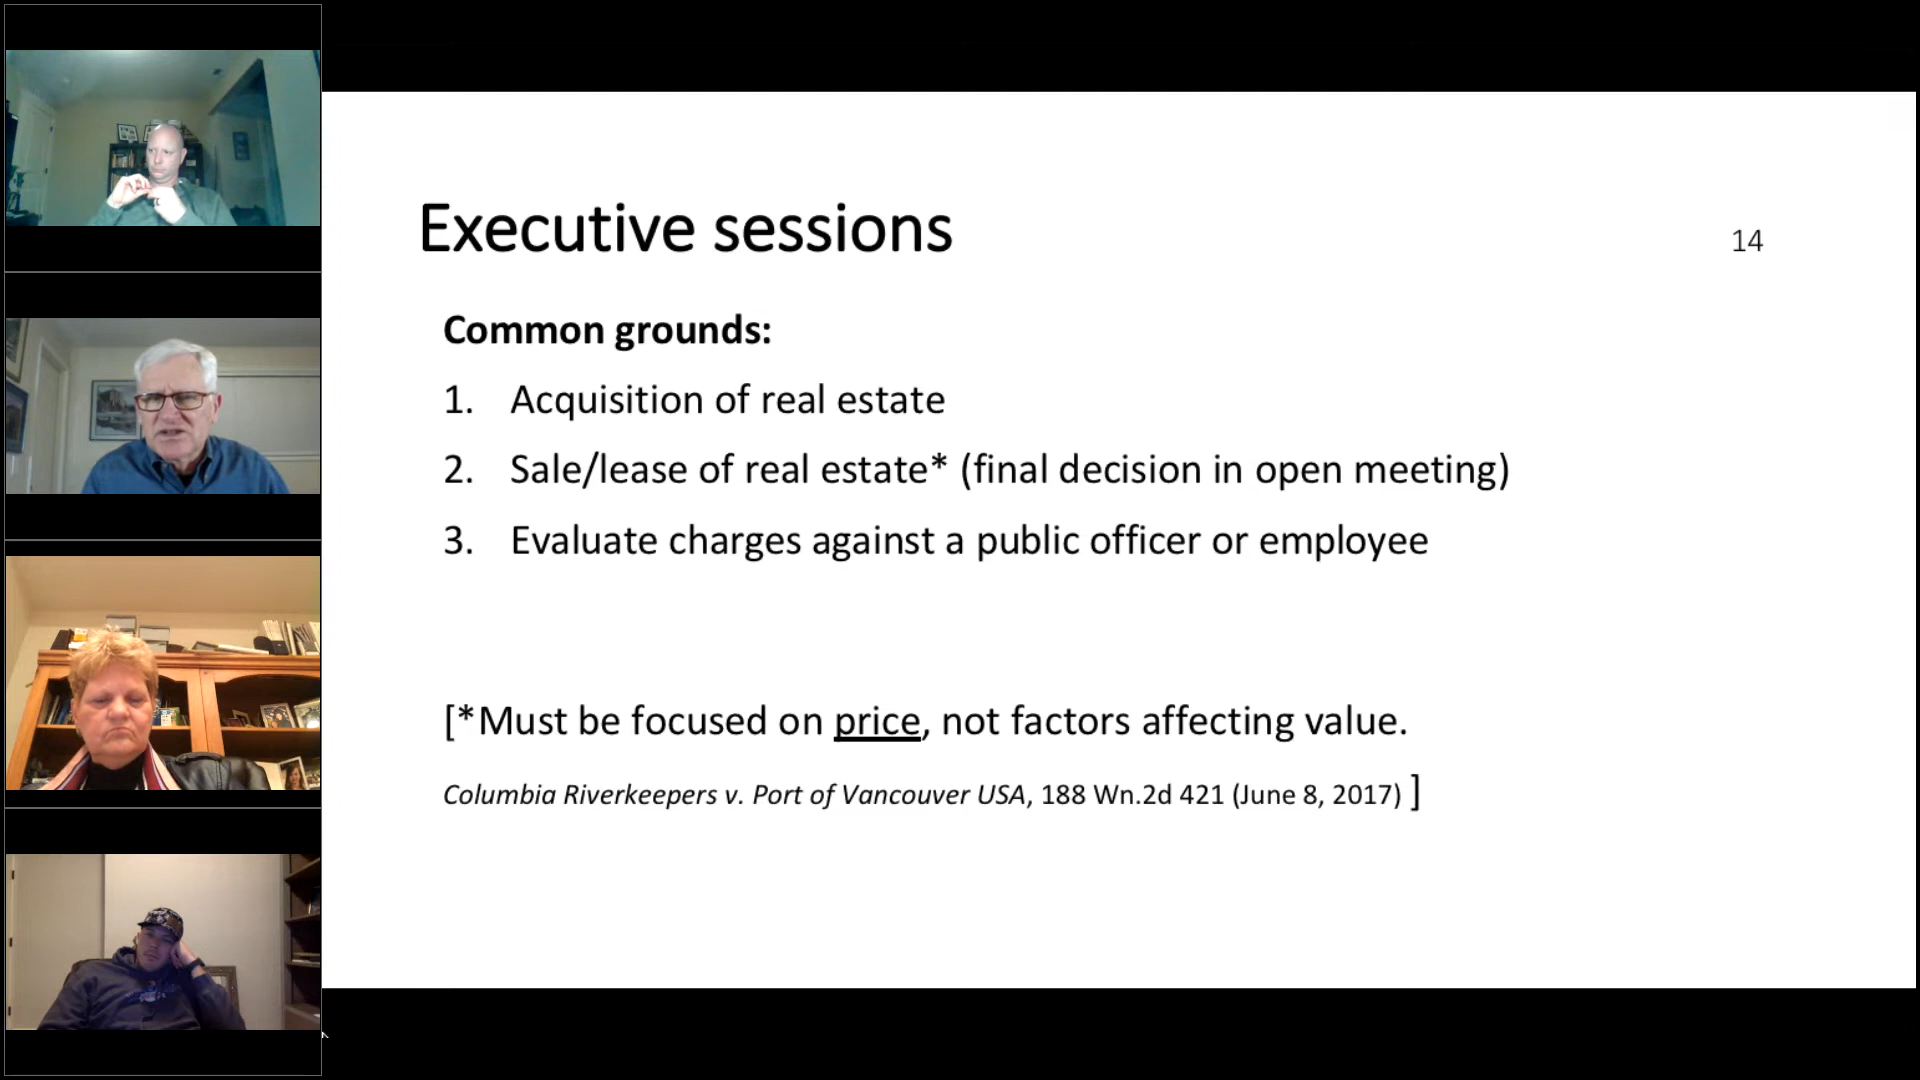 Executive sessions
14
Common grounds:
1. Acquisition of real estate
2. Sale/lease of real estate* (final decision in open meeting)
3. Evaluate charges against a public officer or employee
[*Must be focused on price, not factors affecting value.
Columbia Riverkeepers v. Port of Vancouver USA, 188 Wn.2d 421 (June 8, 2017) ]